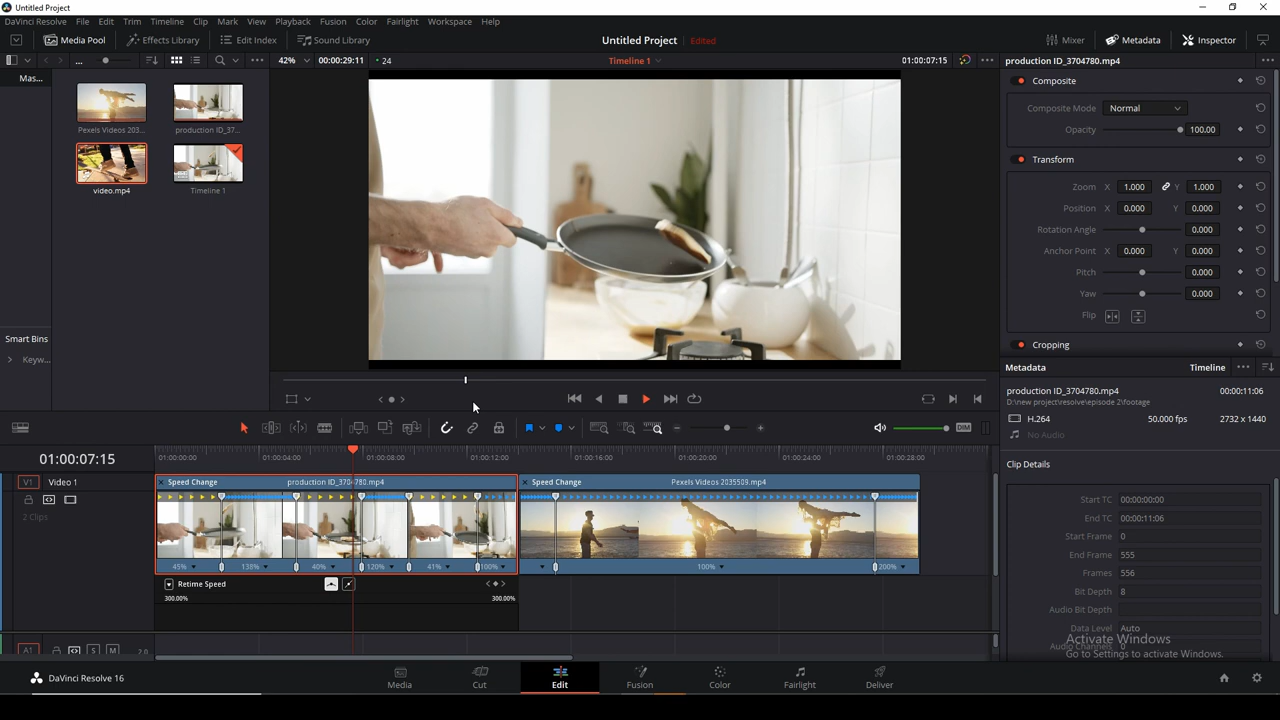 Untitled Project
DaVinci Resolve File Edit Trim Timeline Clip Mark View Playback Fusion Color Fairlight Workspace Help
Media Pool Effects Library Edit Index Sound Library Untitled Project Edited Mixer Metadata Inspector
... 42% 00:00:29:11 24 Timeline 1 01:00:07:15 production ID_3704780.mp4
Mas...
Composite
Composite Mode Normal
Opacity 100.00
Pexels Videos 203... production ID_37...
Transform
Zoom X 1.000 Y 1.000
video.mp4 Timeline 1
Position X 0.000 Y 0.000
Rotation Angle 0.000
Anchor Point X 0.000 Y 0.000
Pitch 0.000
Yaw 0.000
Flip
Smart Bins
Cropping
Keyw...
Metadata Timeline
production ID_3704780.mp4 00:00:11:06
D:\new project\resolve\episode 2\footage
H.264 50.000 fps 2732 x 1440
No Audio
DIM
01:00:07:15
01:00:00:00 01:00:04:00 01:00:08:00 01:00:12:00 01:00:16:00 01:00:20:00 01:00:24:00 01:00:28:00
Clip Details
V1 Video 1 Speed Change production ID_3704780.mp4 Speed Change Pexels Videos 2035509.mp4
Start TC 00:00:00:00
2 Clips
End TC 00:00:11:06
Start Frame 0
End Frame 555
45% 138% 40% 120% 41% 100% 100% 200%
Frames 556
Retime Speed
Bit Depth 8
300.00% 300.00%
Audio Bit Depth
Data Level Auto
Activate Windows
A1 S M 2.0
Audio Channels 0
Go to Settings to activate Windows.
DaVinci Resolve 16 Media Cut Edit Fusion Color Fairlight Deliver